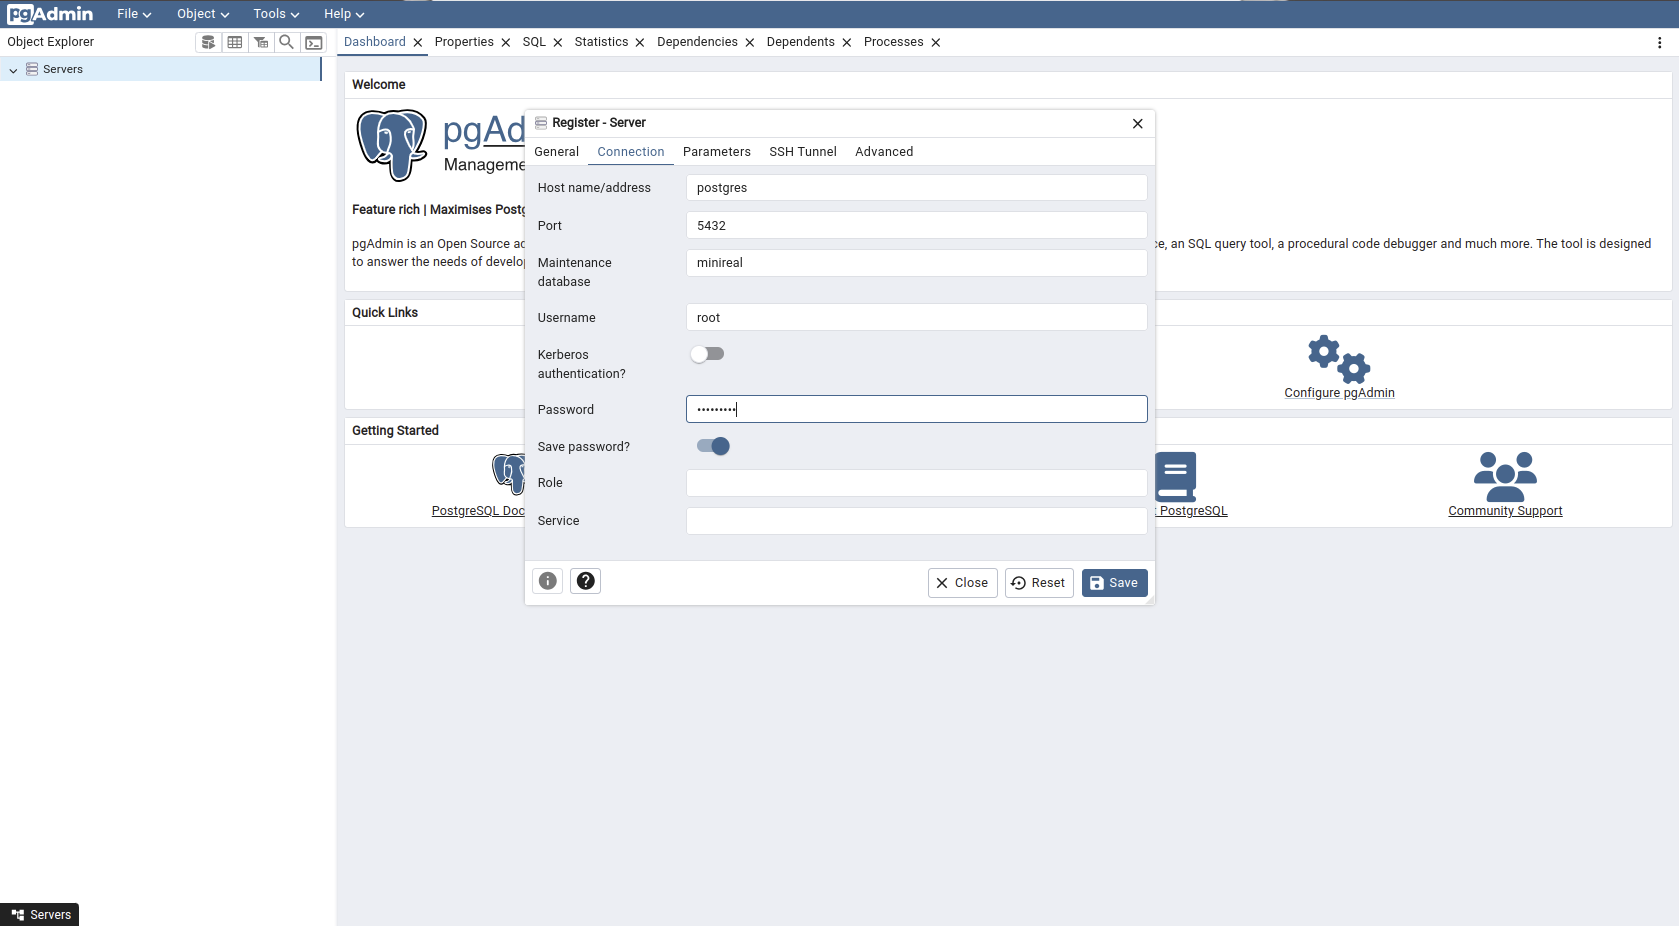 pgAdmin File Object Tools Help
Object Explorer
Dashboard Properties SQL Statistics Dependencies Dependents Processes
Servers
Welcome
pgAd
Manageme
Feature rich | Maximises Postg
pgAdmin is an Open Source ad
ce, an SQL query tool, a procedural code debugger and much more. The tool is designed
to answer the needs of develop
Quick Links
Configure pgAdmin
Getting Started
PostgreSQL Doc
t PostgreSQL
Community Support
Register - Server
General Connection Parameters SSH Tunnel Advanced
Host name/address postgres
Port 5432
Maintenance
database
minireal
Username root
Kerberos
authentication?
Password •••••••••
Save password?
Role
Service
Close Reset Save
Servers